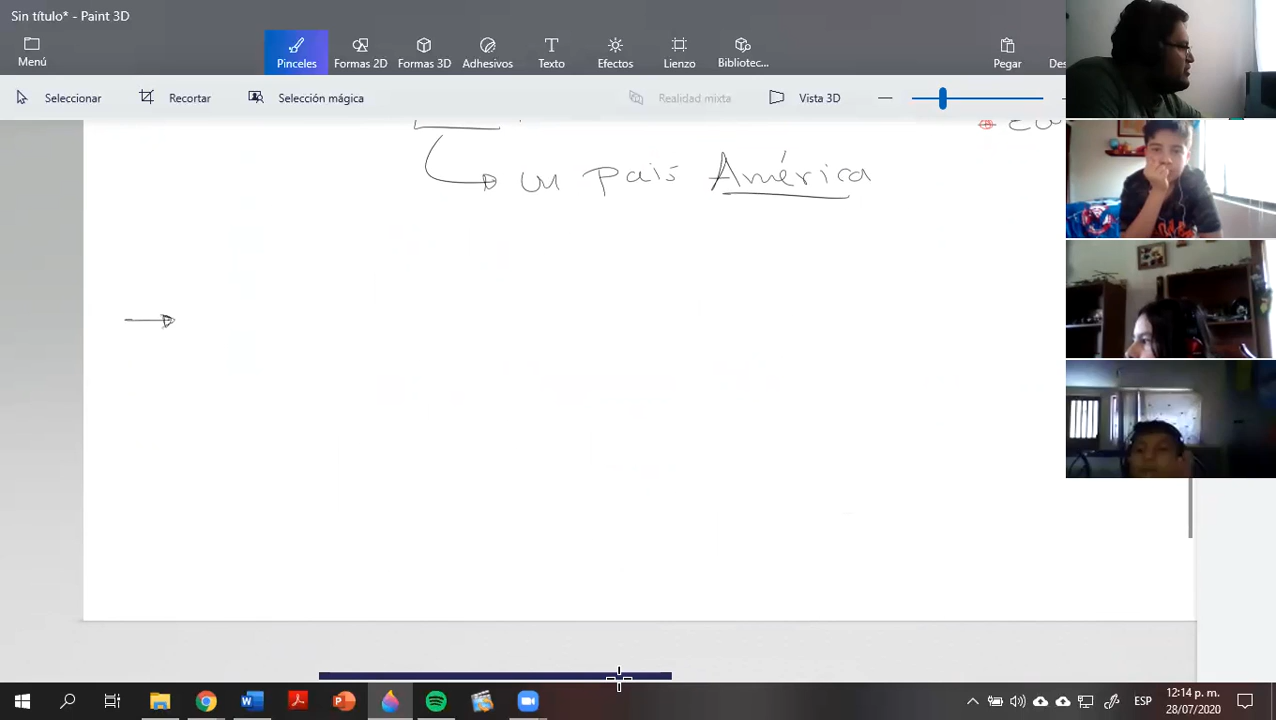 Sin título* - Paint 3D
Menú
Pinceles
Formas 2D
Formas 3D
Adhesivos
Texto
Efectos
Lienzo
Bibliotec...
Pegar
Seleccionar
Recortar
Selección mágica
Realidad mixta
Vista 3D
un país América
ESP
12:14 p. m.
28/07/2020